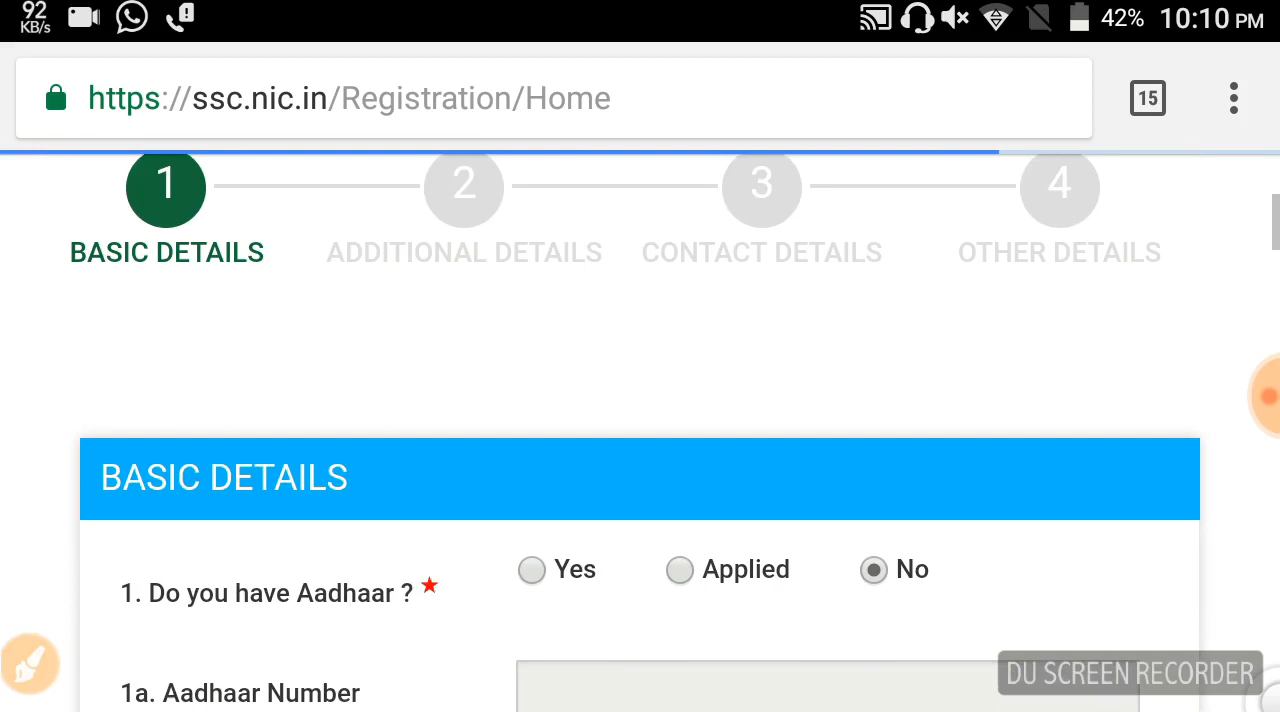 92
KB/s
42% 10:10 PM
https://ssc.nic.in/Registration/Home
15
1 2 3 4
BASIC DETAILS ADDITIONAL DETAILS CONTACT DETAILS OTHER DETAILS
BASIC DETAILS
Yes Applied No
1. Do you have Aadhaar ? ★
1a. Aadhaar Number
DU SCREEN RECORDER